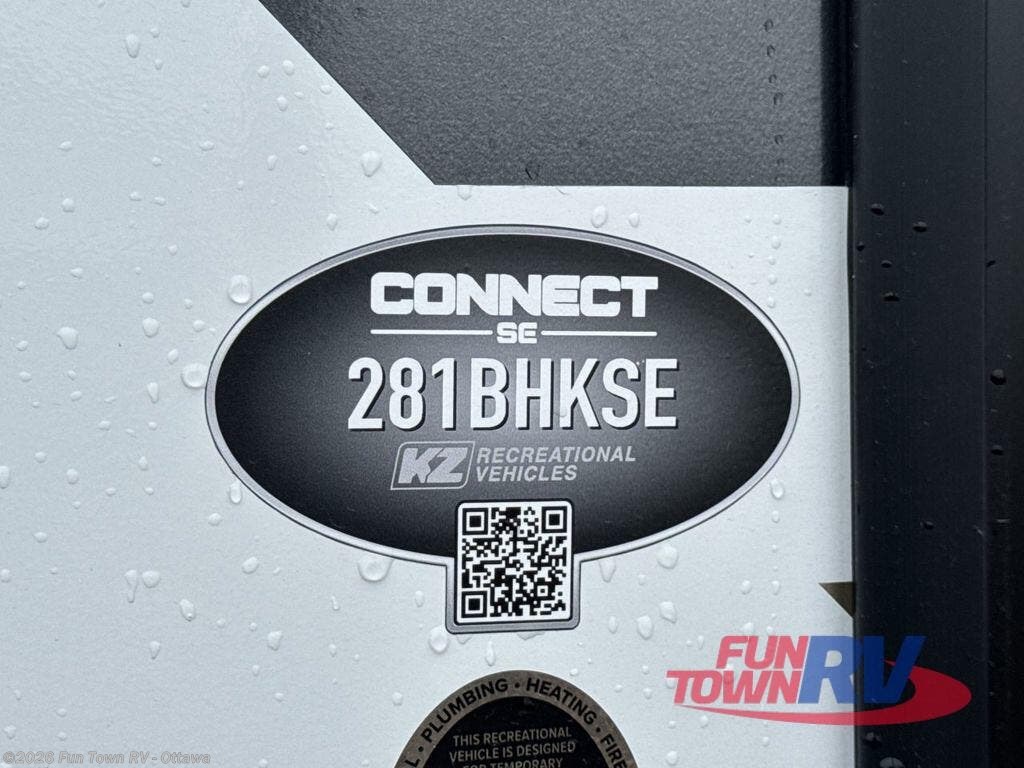 CONNECT
SE
281BHKSE
KZ RECREATIONAL
VEHICLES
PLUMBING • HEATING •
THIS RECREATIONAL
VEHICLE IS DESIGNED
FOR TEMPORARY
FUN
TOWN RV
©2026 Fun Town RV - Ottawa